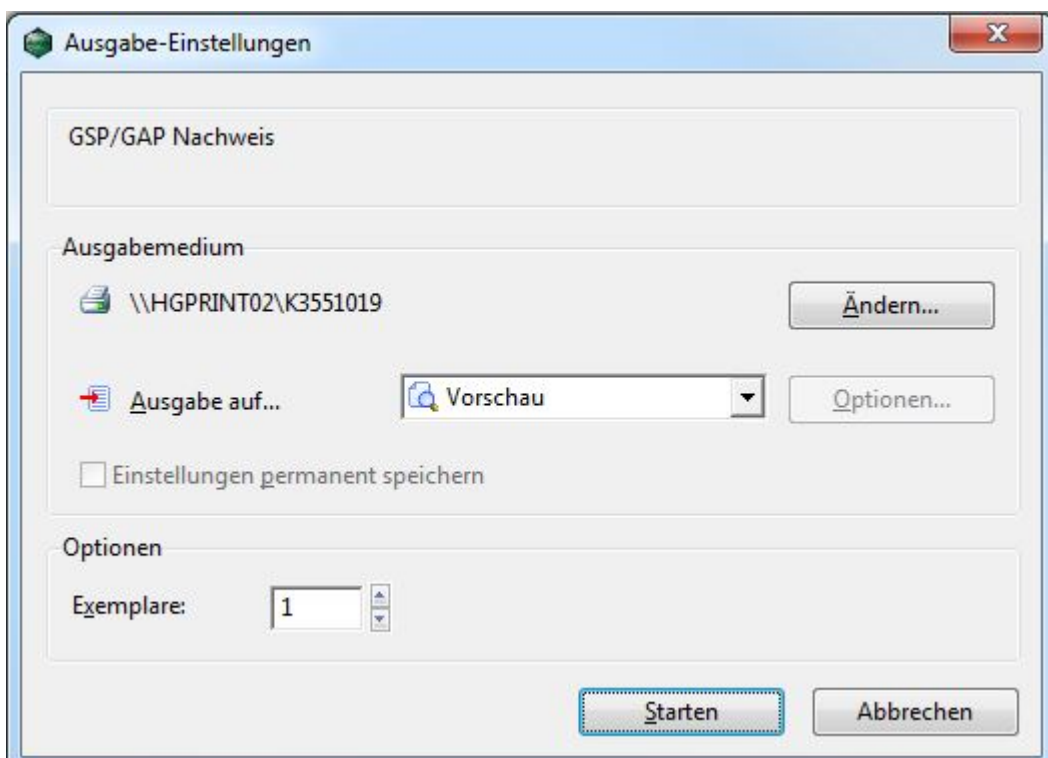 Ausgabe-Einstellungen
GSP/GAP Nachweis
Ausgabemedium
\\HGPRINT02\K3551019
Ändern...
Ausgabe auf...
Vorschau
Optionen...
Einstellungen permanent speichern
Optionen
Exemplare:
1
Starten
Abbrechen